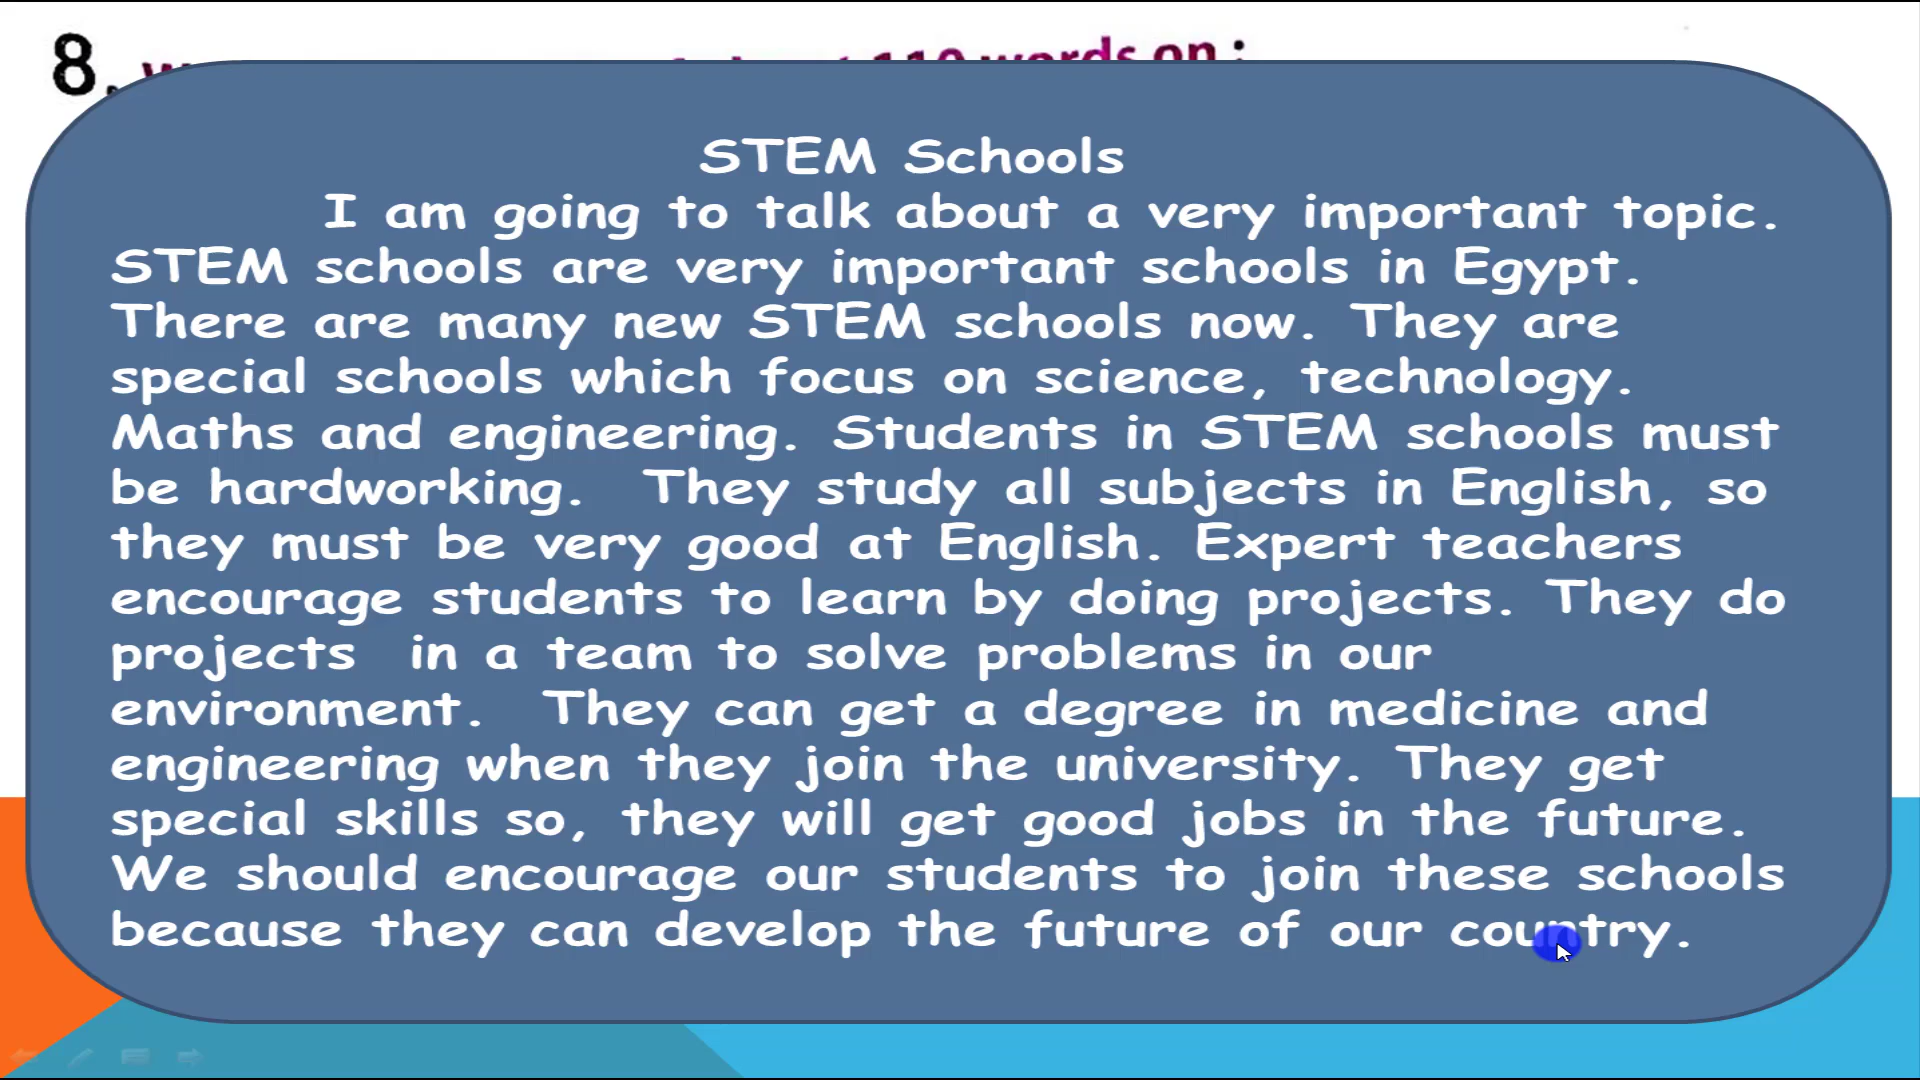 8.
110 words on :
STEM Schools
I am going to talk about a very important topic.
STEM schools are very important schools in Egypt.
There are many new STEM schools now. They are
special schools which focus on science, technology.
Maths and engineering. Students in STEM schools must
be hardworking.  They study all subjects in English, so
they must be very good at English. Expert teachers
encourage students to learn by doing projects. They do
projects  in a team to solve problems in our
environment.  They can get a degree in medicine and
engineering when they join the university. They get
special skills so, they will get good jobs in the future.
We should encourage our students to join these schools
because they can develop the future of our country.